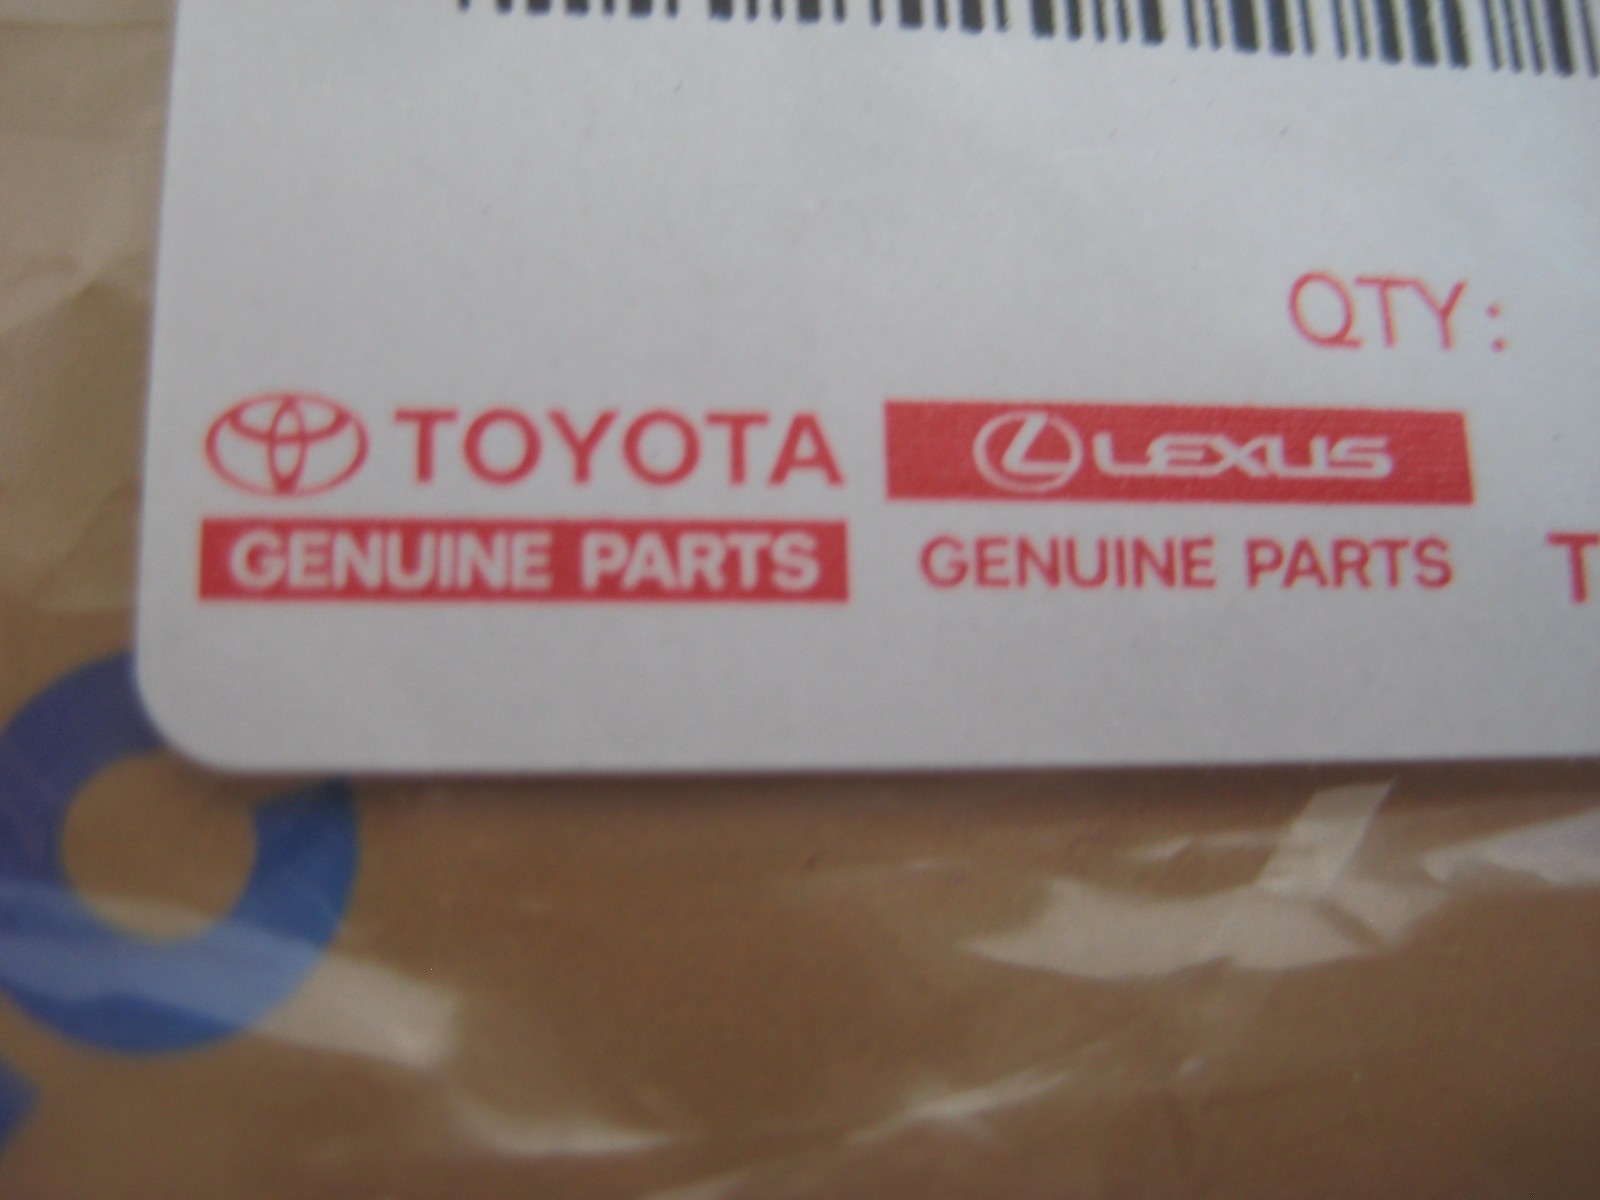 QTY:
TOYOTA LEXUS
GENUINE PARTS GENUINE PARTS T